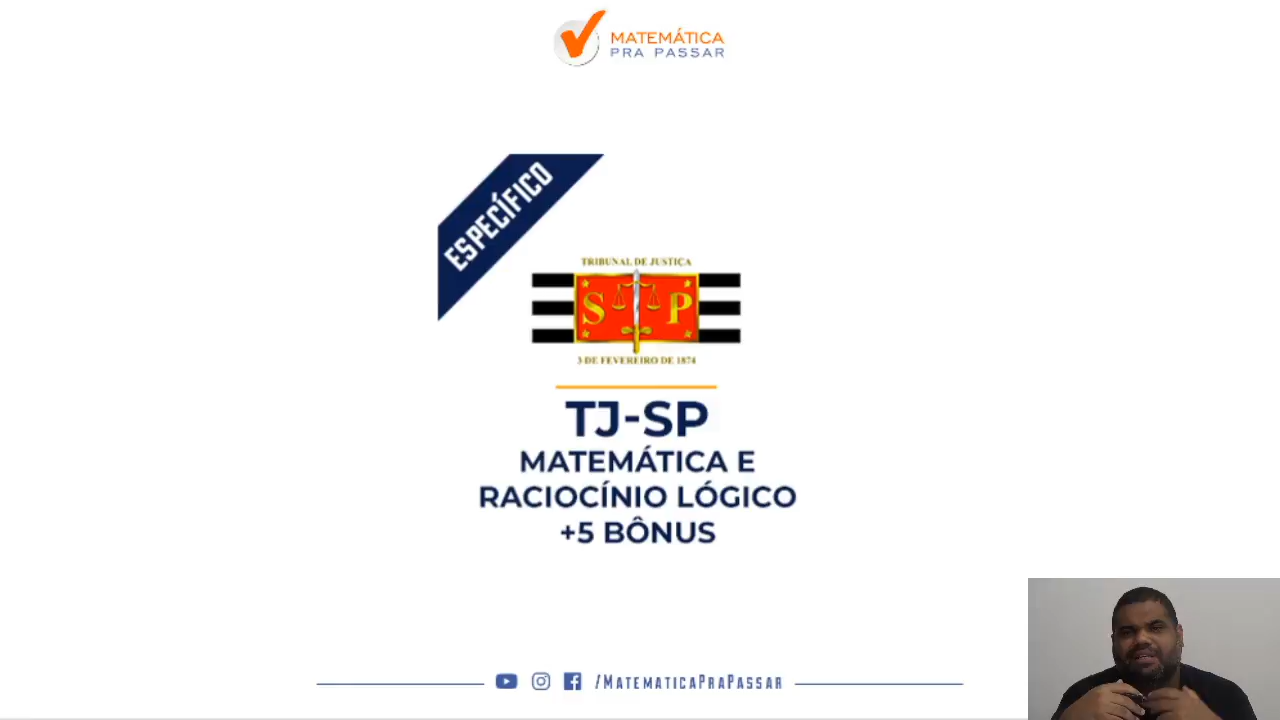 MATEMÁTICA
PRA PASSAR
ESPECÍFICO
TRIBUNAL DE JUSTIÇA
S P
3 DE FEVEREIRO DE 1874
TJ-SP
MATEMÁTICA E
RACIOCÍNIO LÓGICO
+5 BÔNUS
/MATEMATICAPRAPASSAR